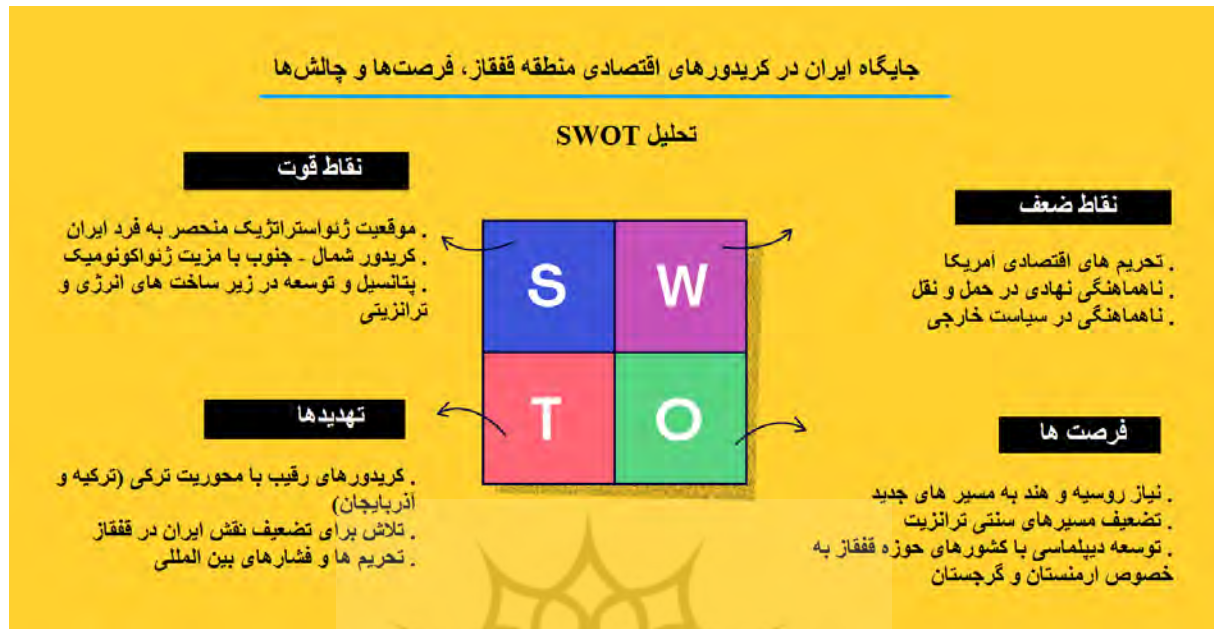 جایگاه ایران در کریدورهای اقتصادی منطقه قفقاز، فرصت‌ها و چالش‌ها
تحلیل SWOT
نقاط ضعف
. تحریم های اقتصادی امریکا
. ناهماهنگی نهادی در حمل و نقل
. ناهماهنگی در سیاست خارجی
نقاط قوت
. موقعیت ژئواستراتژیک منحصر به فرد ایران
. کریدور شمال - جنوب با مزیت ژئواکونومیک
. پتانسیل و توسعه در زیر ساخت های انرژی و
ترانزیتی
S
W
T
O
فرصت ها
. نیاز روسیه و هند به مسیر های جدید
. تضعیف مسیرهای سنتی ترانزیت
. توسعه دیپلماسی با کشورهای حوزه قفقاز به
خصوص ارمنستان و گرجستان
تهدیدها
. کریدورهای رقیب با محوریت ترکی (ترکیه و
آذربایجان)
. تلاش برای تضعیف نقش ایران در قفقاز
. تحریم ها و فشارهای بین المللی